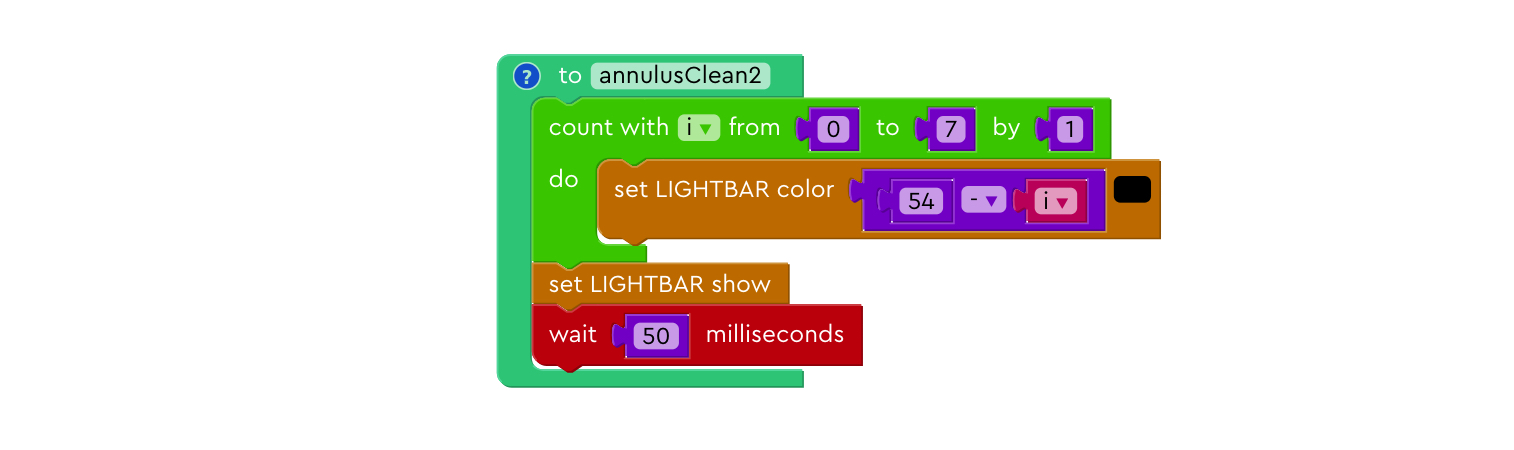 ? to annulusClean2
count with i ▾ from 0 to 7 by 1
do set LIGHTBAR color 54 - ▾ i ▾
set LIGHTBAR show
wait 50 milliseconds